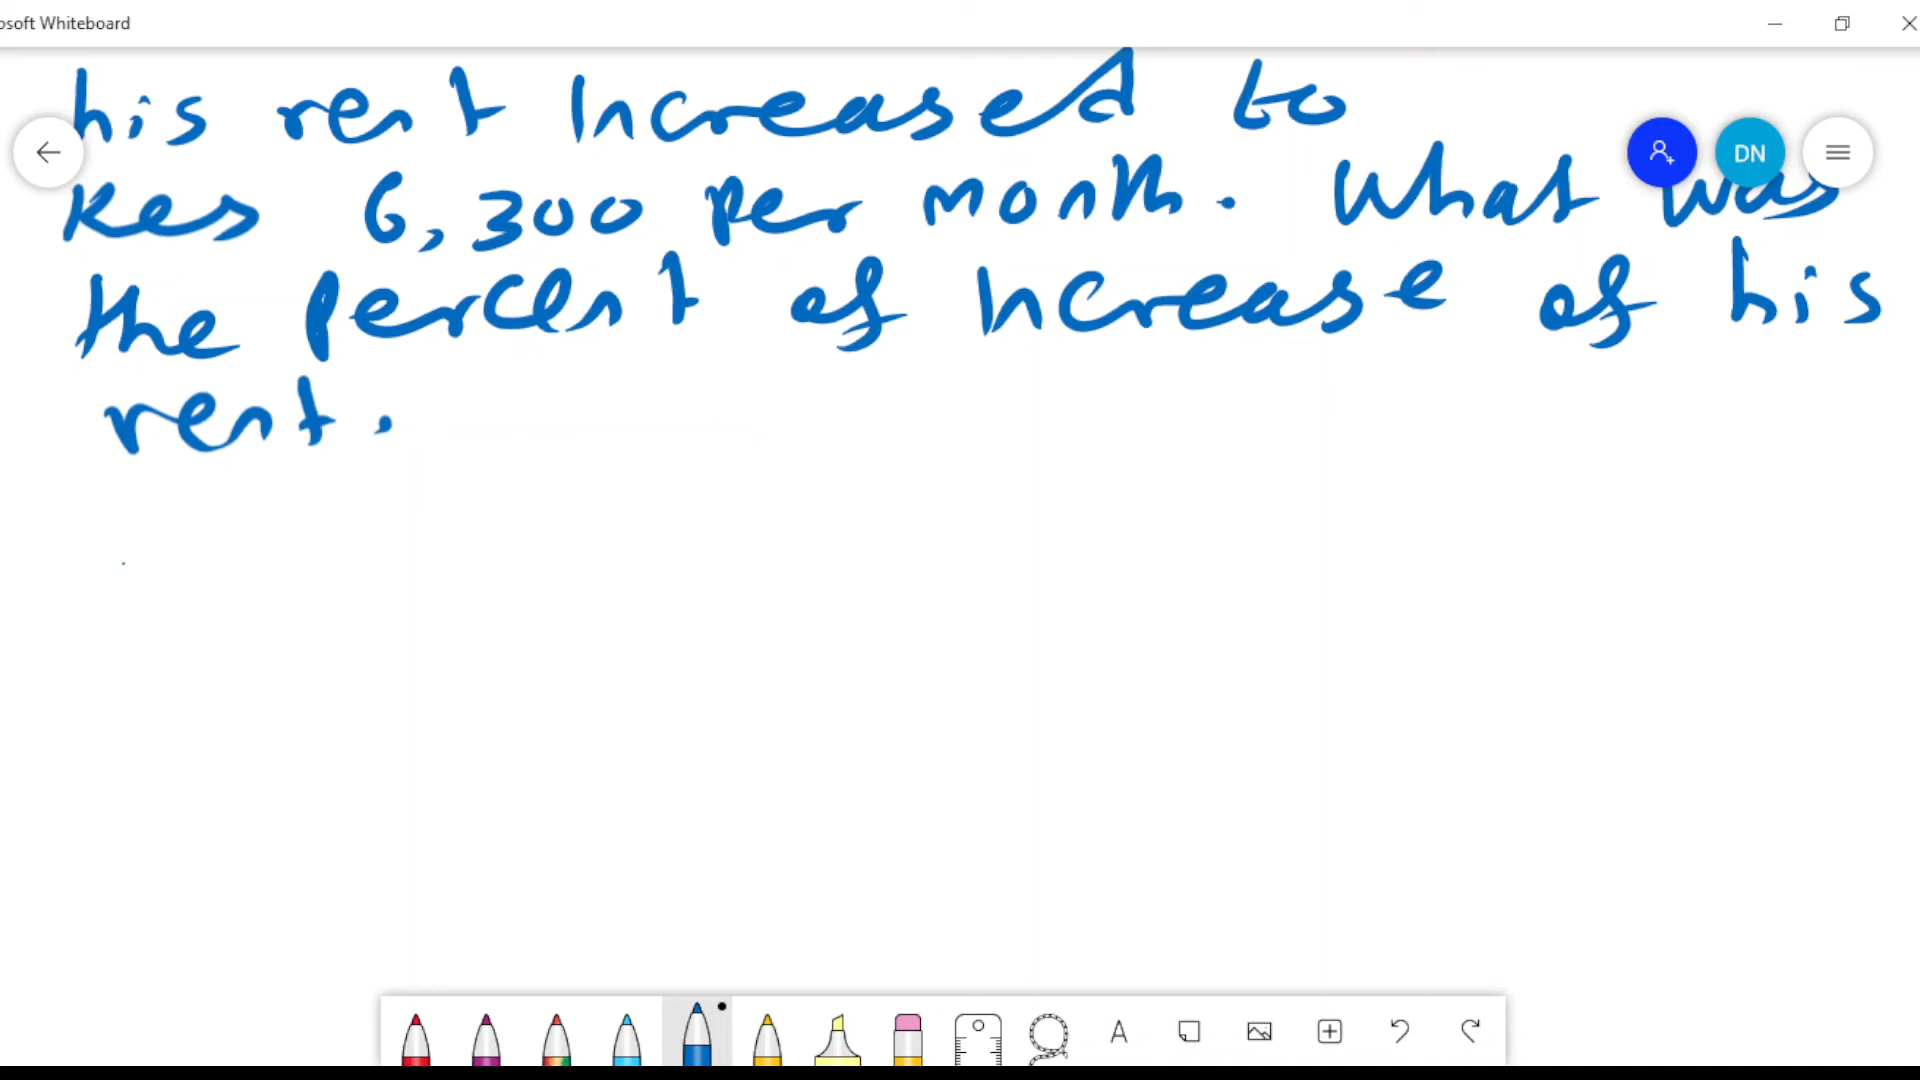 osoft Whiteboard
his rent Increased to
Kes 6,300 per month. What was
the percent of increase of his
rent.
DN
A